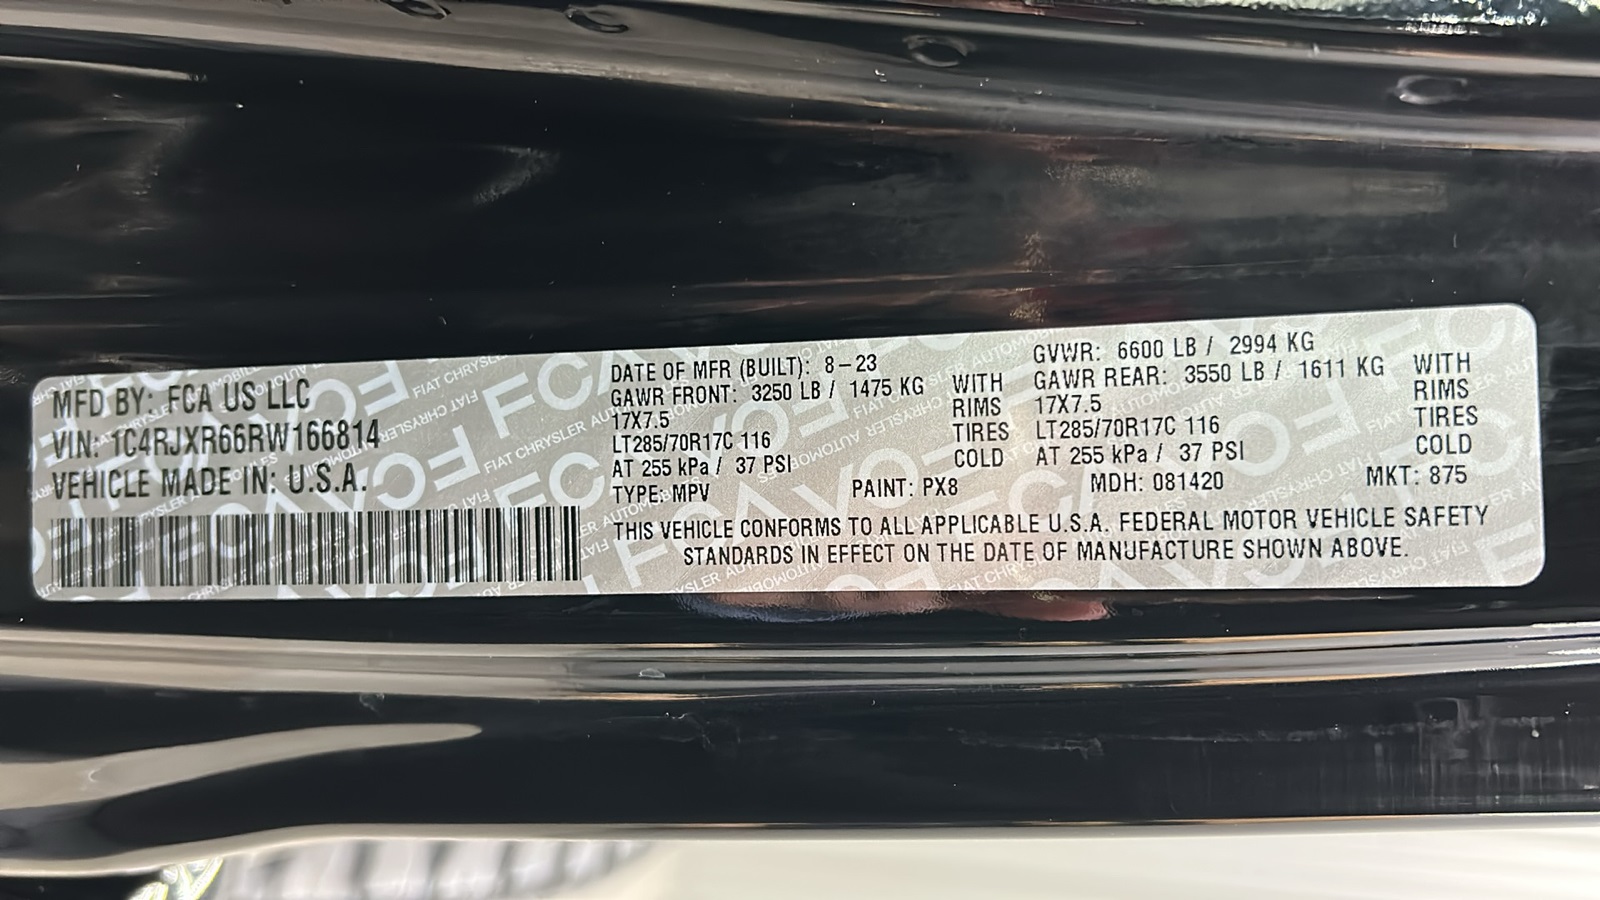 MFD BY: FCA US LLC
VIN: 1C4RJXR66RW166814
VEHICLE MADE IN: U.S.A.
DATE OF MFR (BUILT): 8-23
GAWR FRONT: 3250 LB / 1475 KG WITH
17X7.5 RIMS
LT285/70R17C 116 TIRES
AT 255 kPa / 37 PSI COLD
GVWR: 6600 LB / 2994 KG
GAWR REAR: 3550 LB / 1611 KG WITH
17X7.5 RIMS
LT285/70R17C 116 TIRES
AT 255 kPa / 37 PSI COLD
TYPE: MPV PAINT: PX8 MDH: 081420 MKT: 875
THIS VEHICLE CONFORMS TO ALL APPLICABLE U.S.A. FEDERAL MOTOR VEHICLE SAFETY
STANDARDS IN EFFECT ON THE DATE OF MANUFACTURE SHOWN ABOVE.